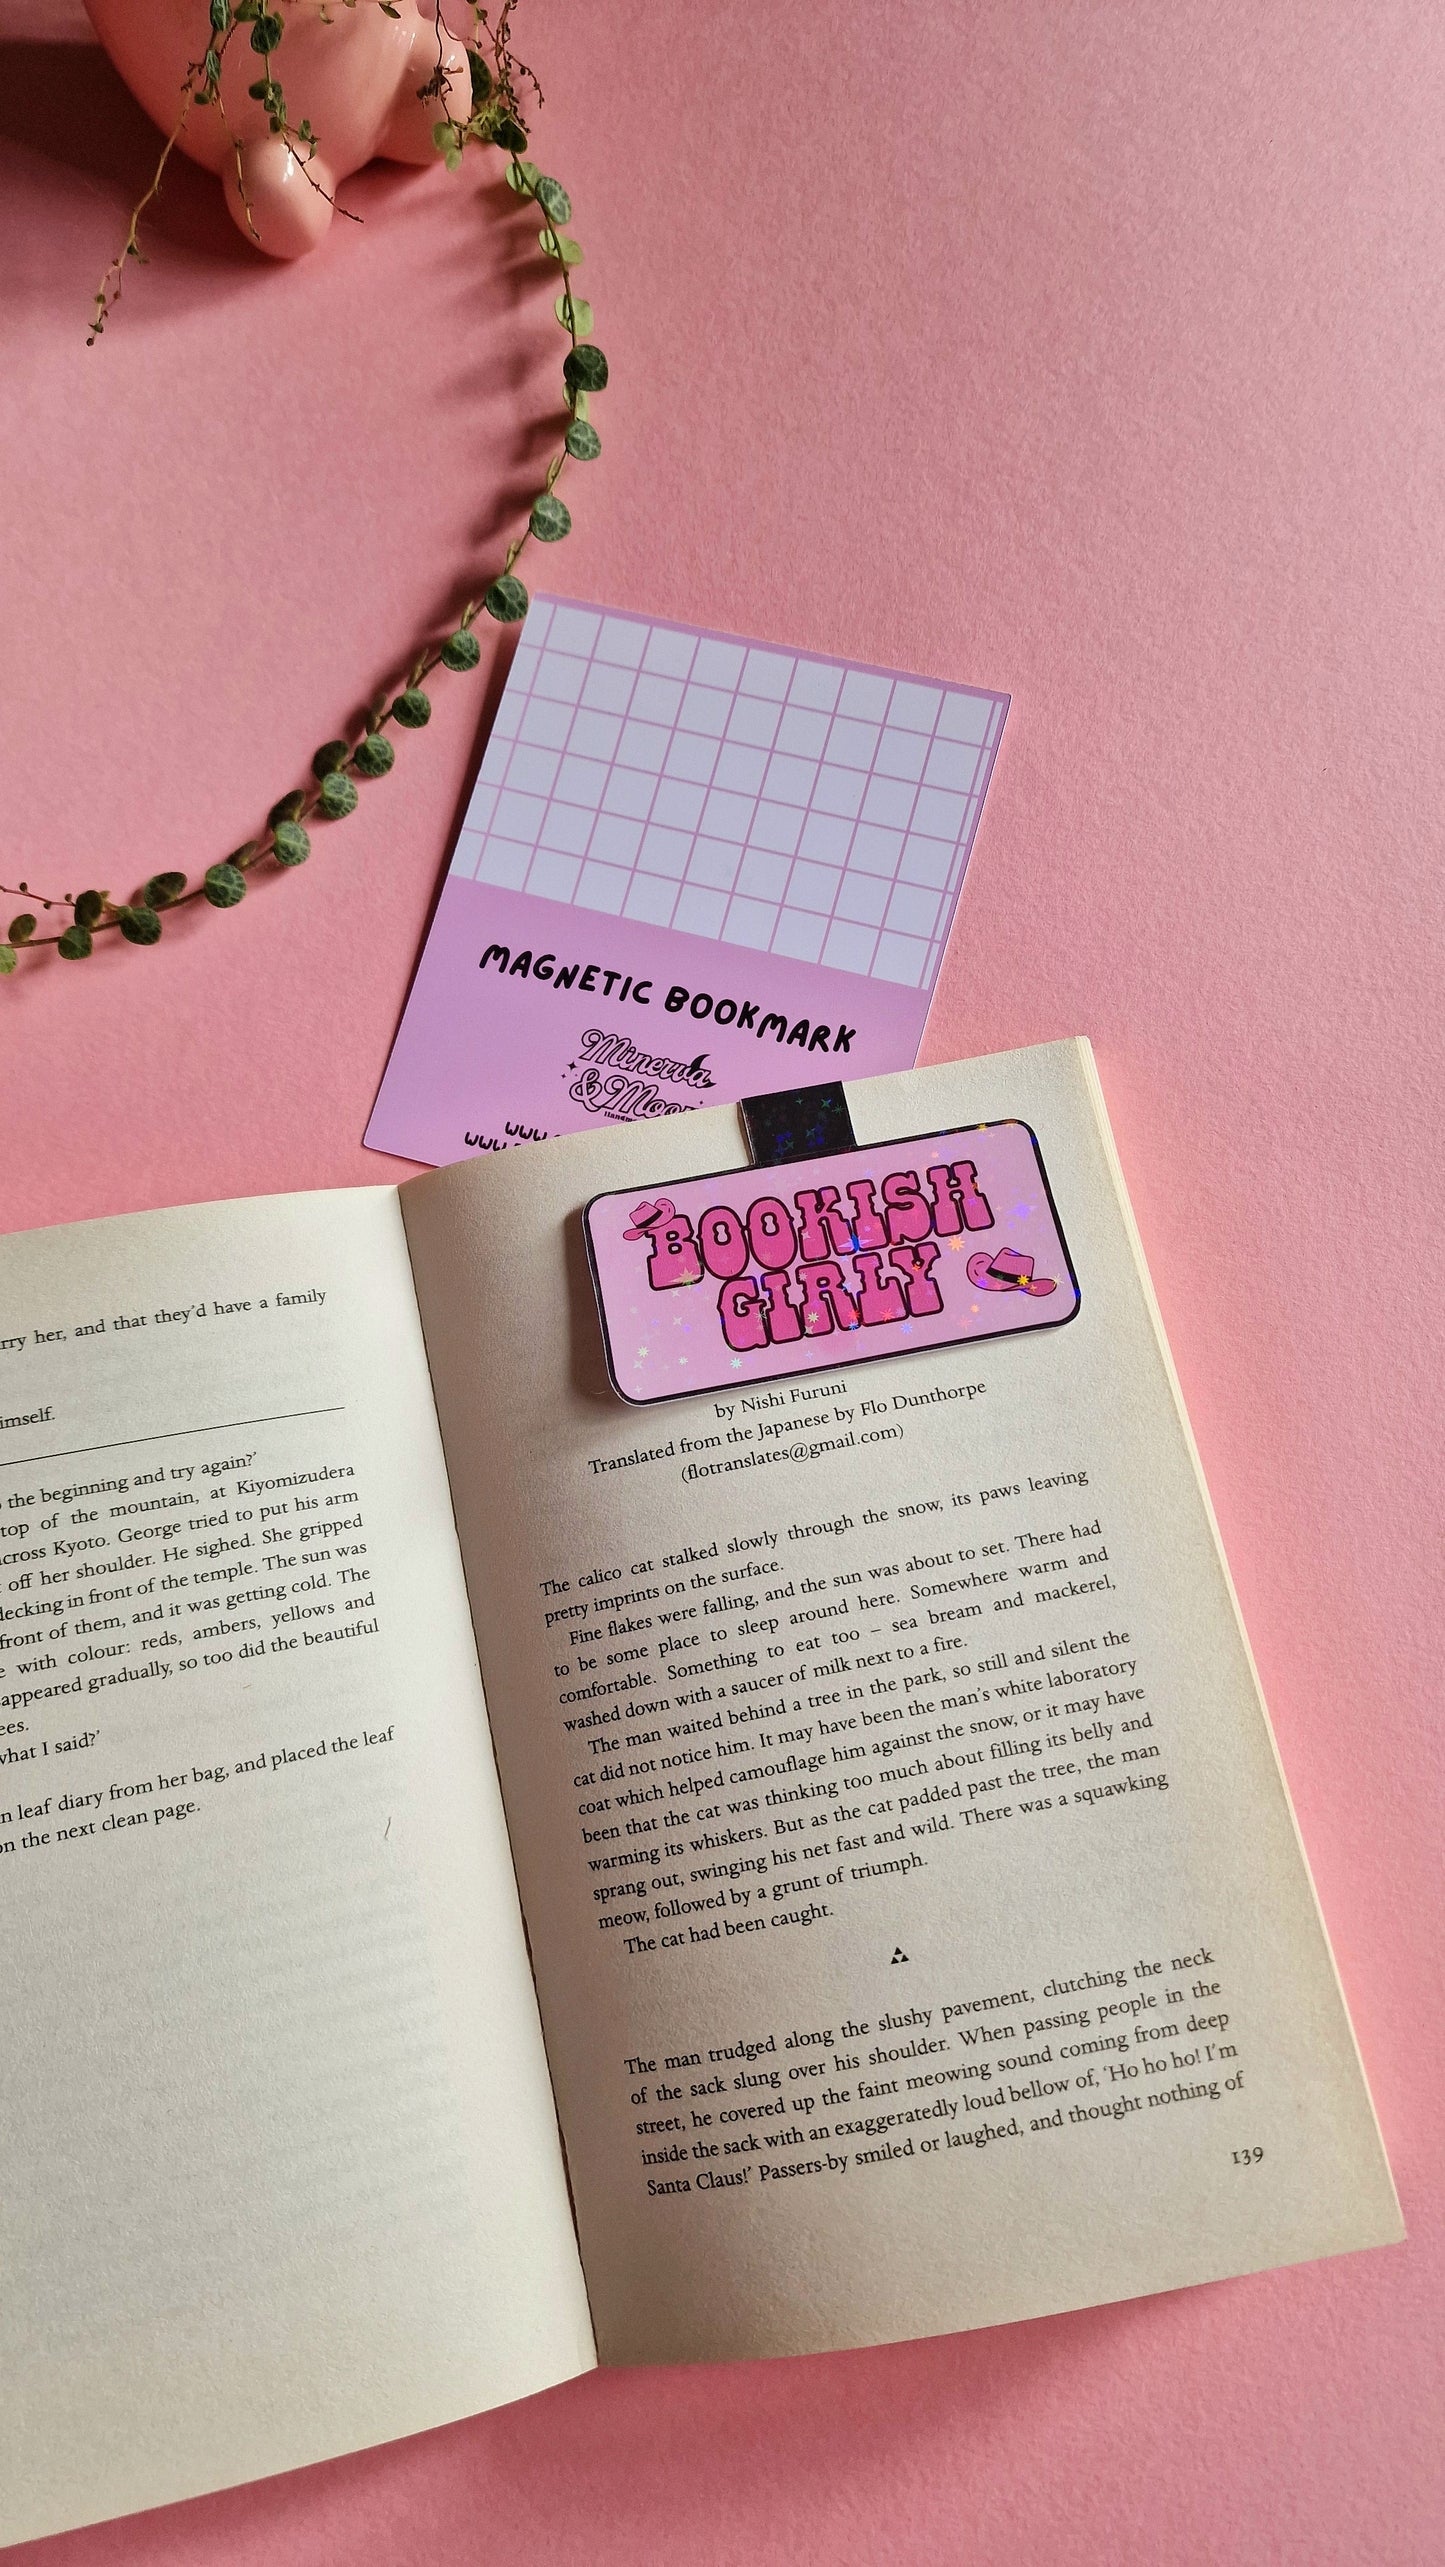 MAGNETIC BOOKMARK
Minerva
& Moon
www.
www.
BOOKISH
GIRLY
rry her, and that they'd have a family
imself.
the beginning and try again?'
top of the mountain, at Kiyomizudera
cross Kyoto. George tried to put his arm
off her shoulder. He sighed. She gripped
decking in front of the temple. The sun was
front of them, and it was getting cold. The
with colour: reds, ambers, yellows and
appeared gradually, so too did the beautiful
ees.
what I said?'
n leaf diary from her bag, and placed the leaf
on the next clean page.
by Nishi Furuni
Translated from the Japanese by Flo Dunthorpe
(flotranslates@gmail.com)
The calico cat stalked slowly through the snow, its paws leaving
pretty imprints on the surface.
Fine flakes were falling, and the sun was about to set. There had
to be some place to sleep around here. Somewhere warm and
comfortable. Something to eat too – sea bream and mackerel,
washed down with a saucer of milk next to a fire.
The man waited behind a tree in the park, so still and silent the
cat did not notice him. It may have been the man's white laboratory
coat which helped camouflage him against the snow, or it may have
been that the cat was thinking too much about filling its belly and
warming its whiskers. But as the cat padded past the tree, the man
sprang out, swinging his net fast and wild. There was a squawking
meow, followed by a grunt of triumph.
The cat had been caught.
The man trudged along the slushy pavement, clutching the neck
of the sack slung over his shoulder. When passing people in the
street, he covered up the faint meowing sound coming from deep
inside the sack with an exaggeratedly loud bellow of, 'Ho ho ho! I'm
Santa Claus!' Passers-by smiled or laughed, and thought nothing of
139